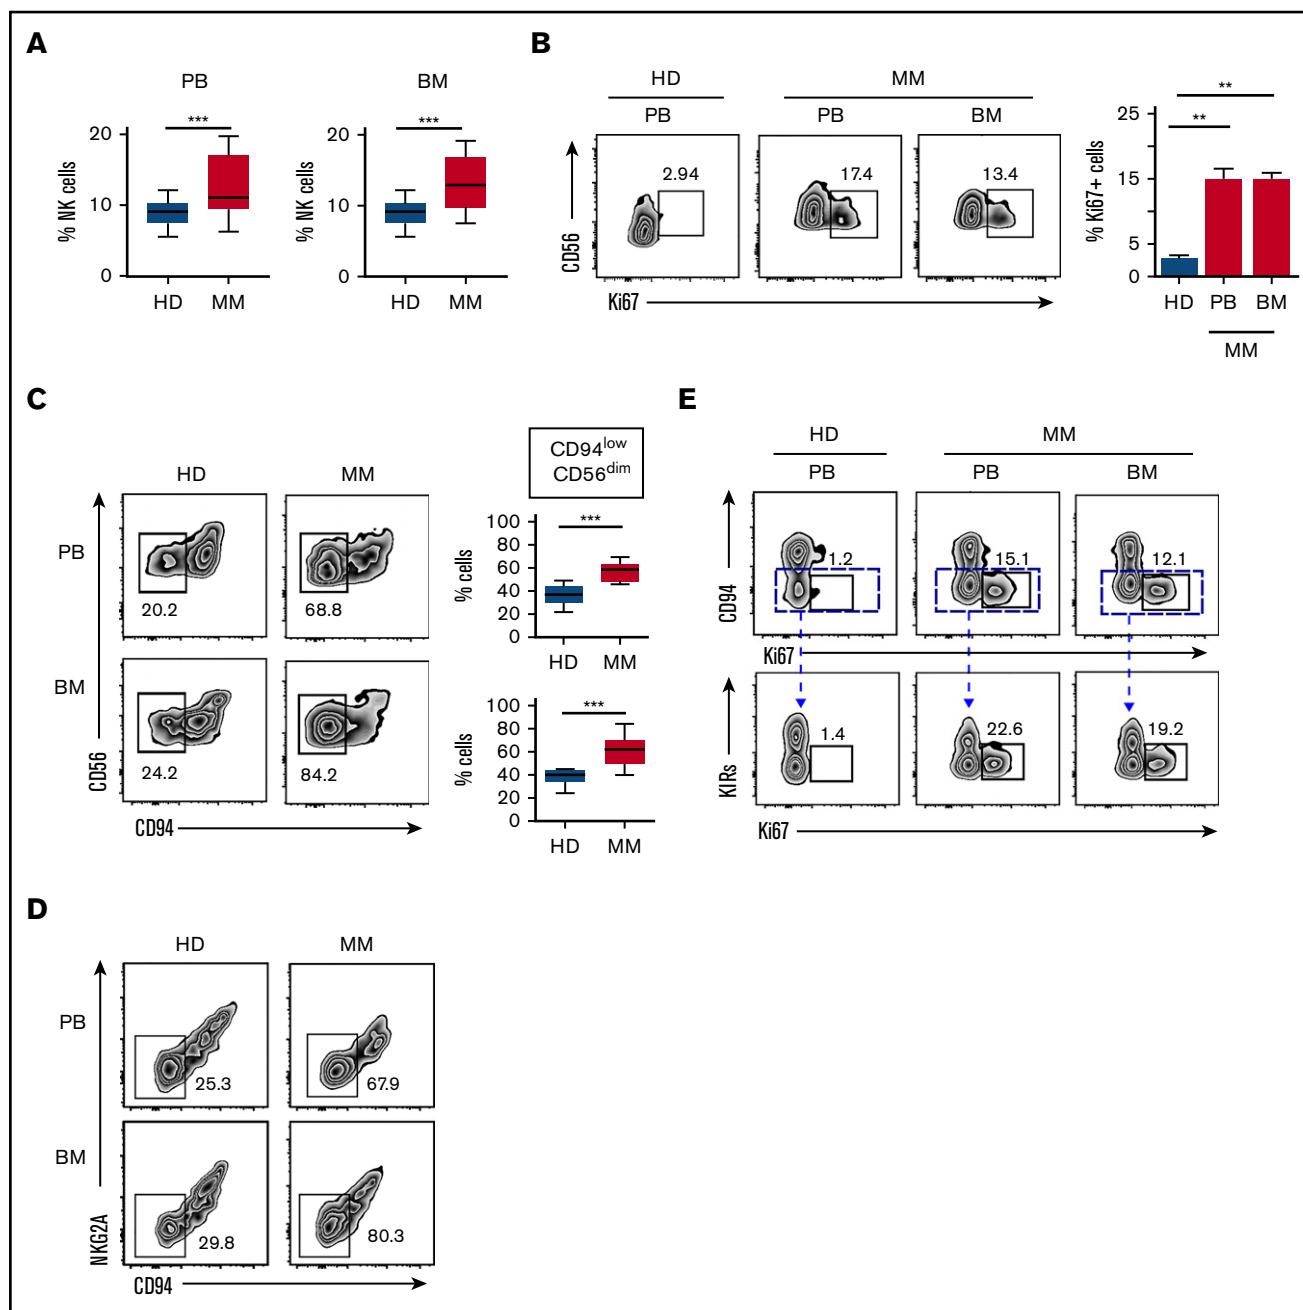 A
PB
BM
% NK cells
20
10
0
***
HD MM
% NK cells
20
10
0
***
HD MM
B
HD MM
PB PB BM
CD56
2.94
17.4
13.4
Ki67
% Ki67+ cells
25
15
5
0
**
**
HD PB BM
MM
C
HD MM
PB
BM
CD56
20.2
68.8
24.2
84.2
CD94
CD94low
CD56dim
% cells
100
80
60
40
20
0
***
HD MM
% cells
100
80
60
40
20
0
***
HD MM
E
HD MM
PB PB BM
CD94
1.2
15.1
12.1
Ki67
KIRs
1.4
22.6
19.2
Ki67
D
HD MM
PB
BM
NKG2A
25.3
67.9
29.8
80.3
CD94